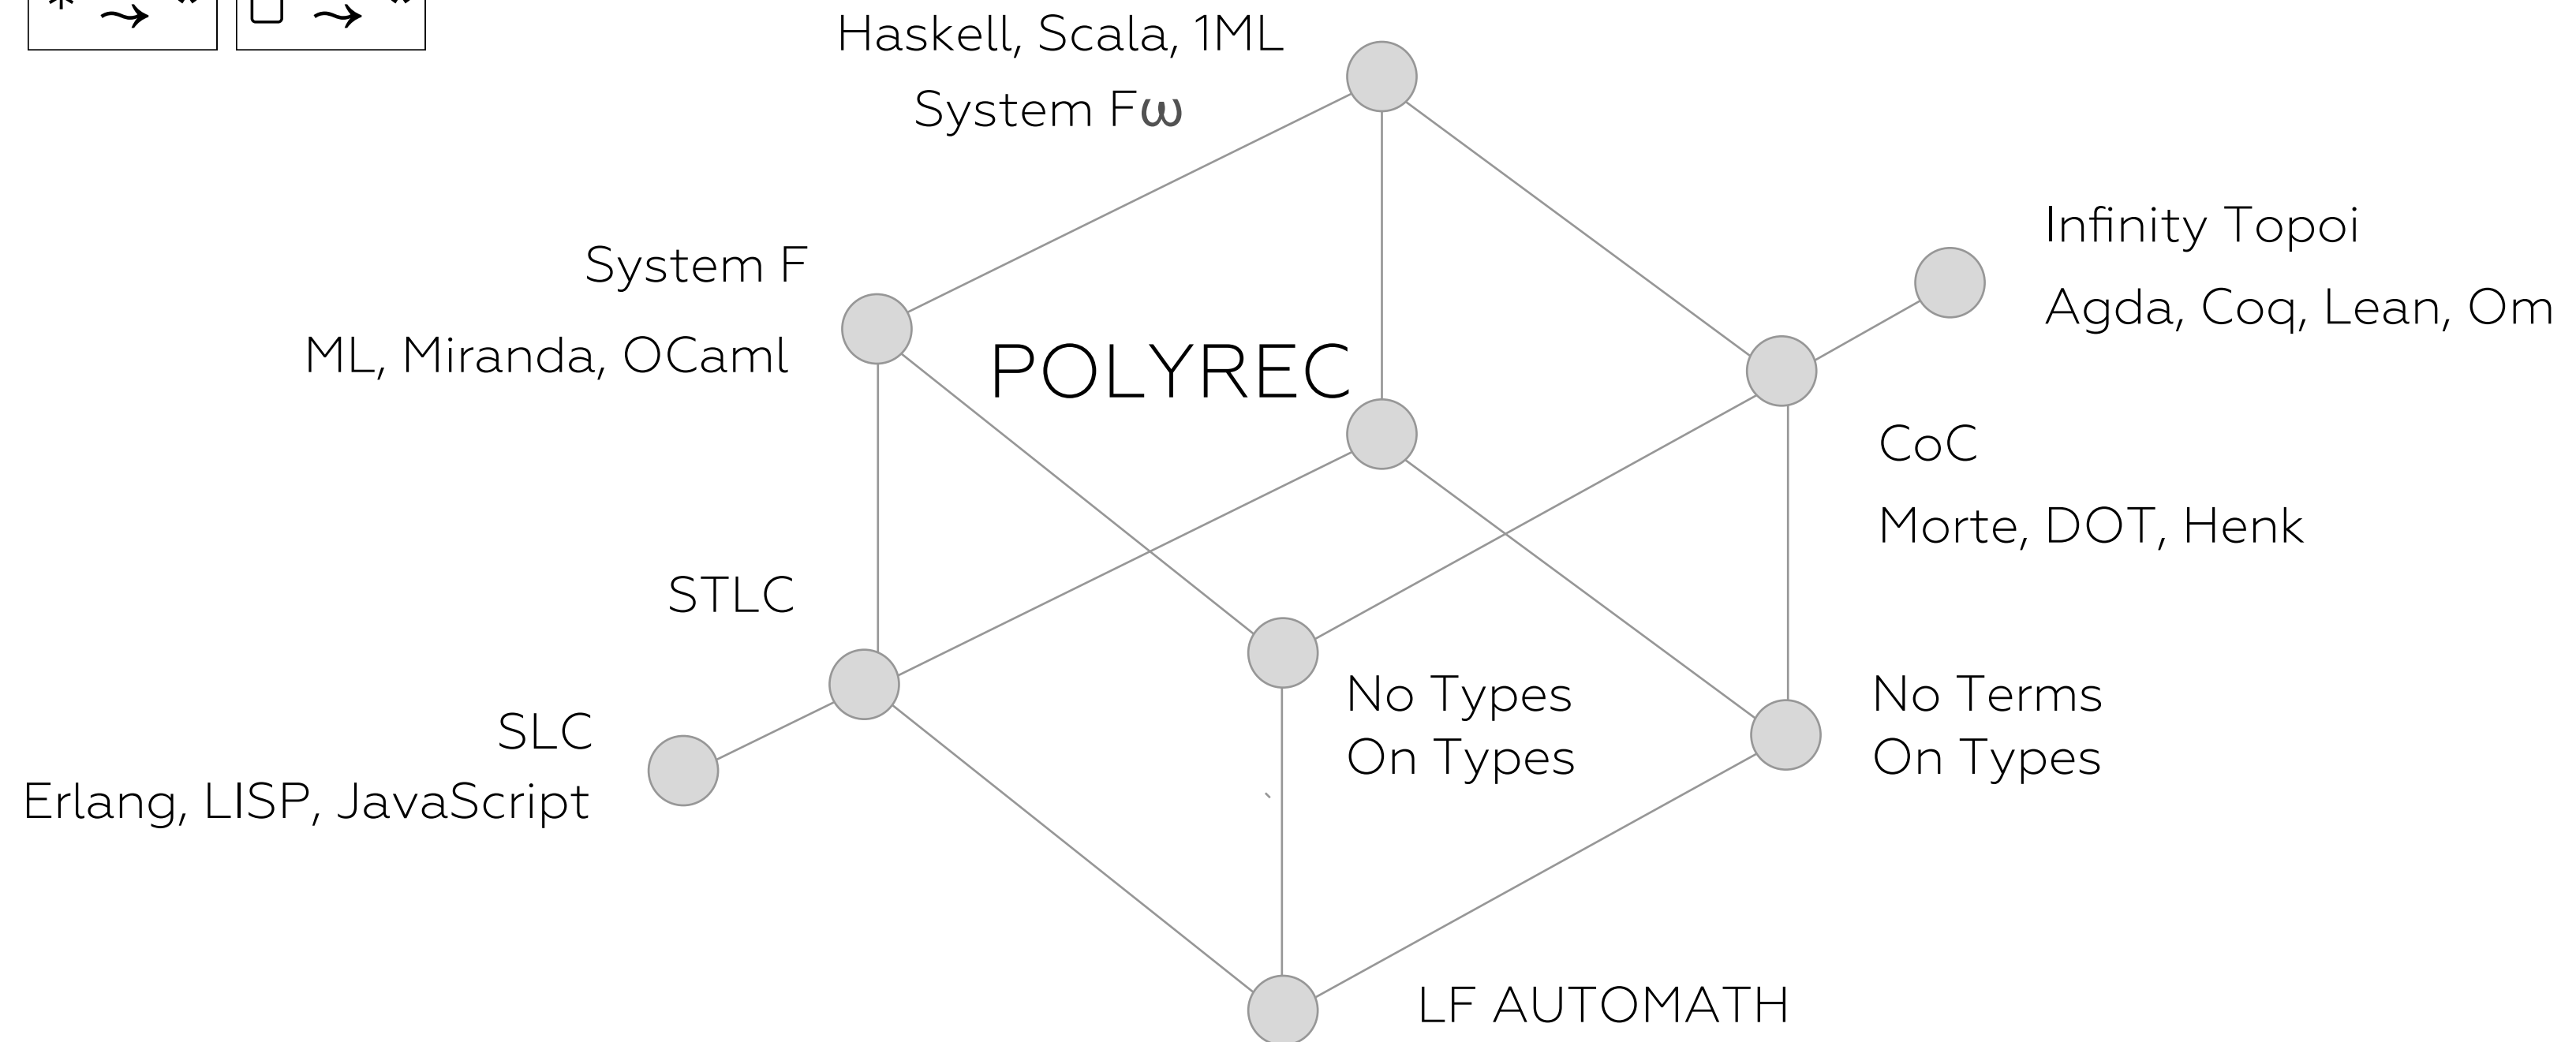 Haskell, Scala, 1ML
System Fω
Infinity Topoi
Agda, Coq, Lean, Om
System F
ML, Miranda, OCaml
POLYREC
CoC
Morte, DOT, Henk
STLC
SLC
Erlang, LISP, JavaScript
No Types
On Types
No Terms
On Types
LF AUTOMATH